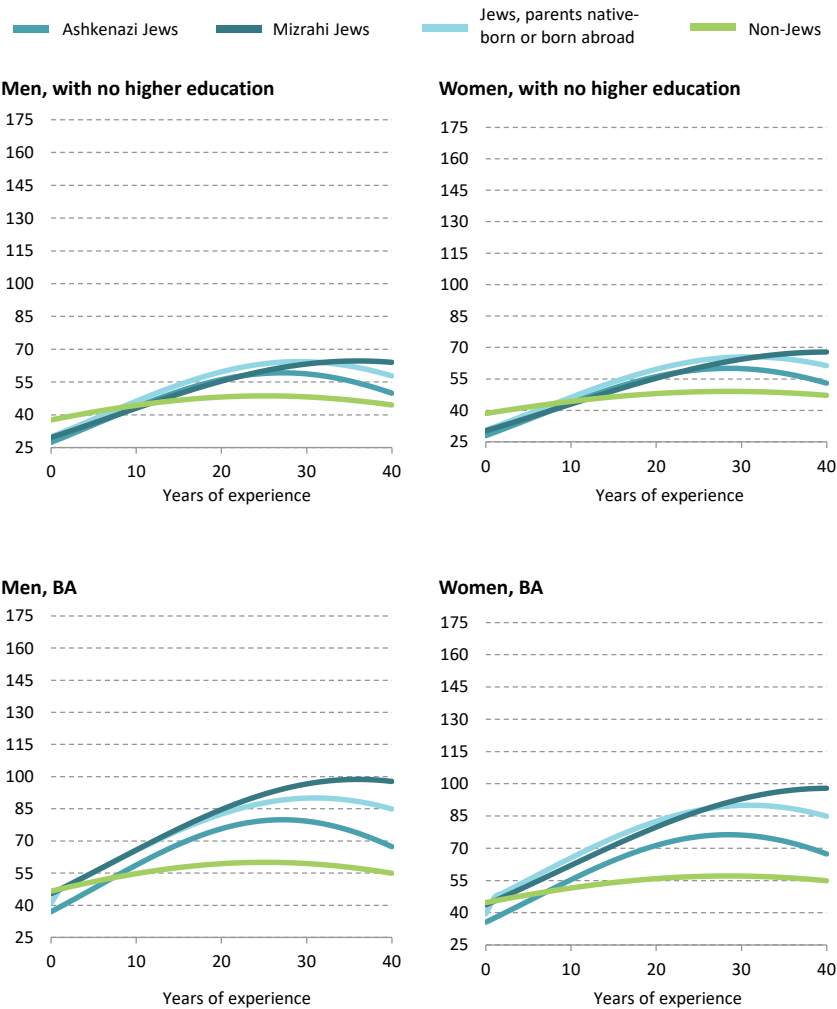 Ashkenazi Jews
Mizrahi Jews
Jews, parents native-
born or born abroad
Non-Jews
Men, with no higher education
175
160
145
130
115
100
85
70
55
40
25
0 10 20 30 40
Years of experience
Women, with no higher education
175
160
145
130
115
100
85
70
55
40
25
0 10 20 30 40
Years of experience
Men, BA
175
160
145
130
115
100
85
70
55
40
25
0 10 20 30 40
Years of experience
Women, BA
175
160
145
130
115
100
85
70
55
40
25
0 10 20 30 40
Years of experience